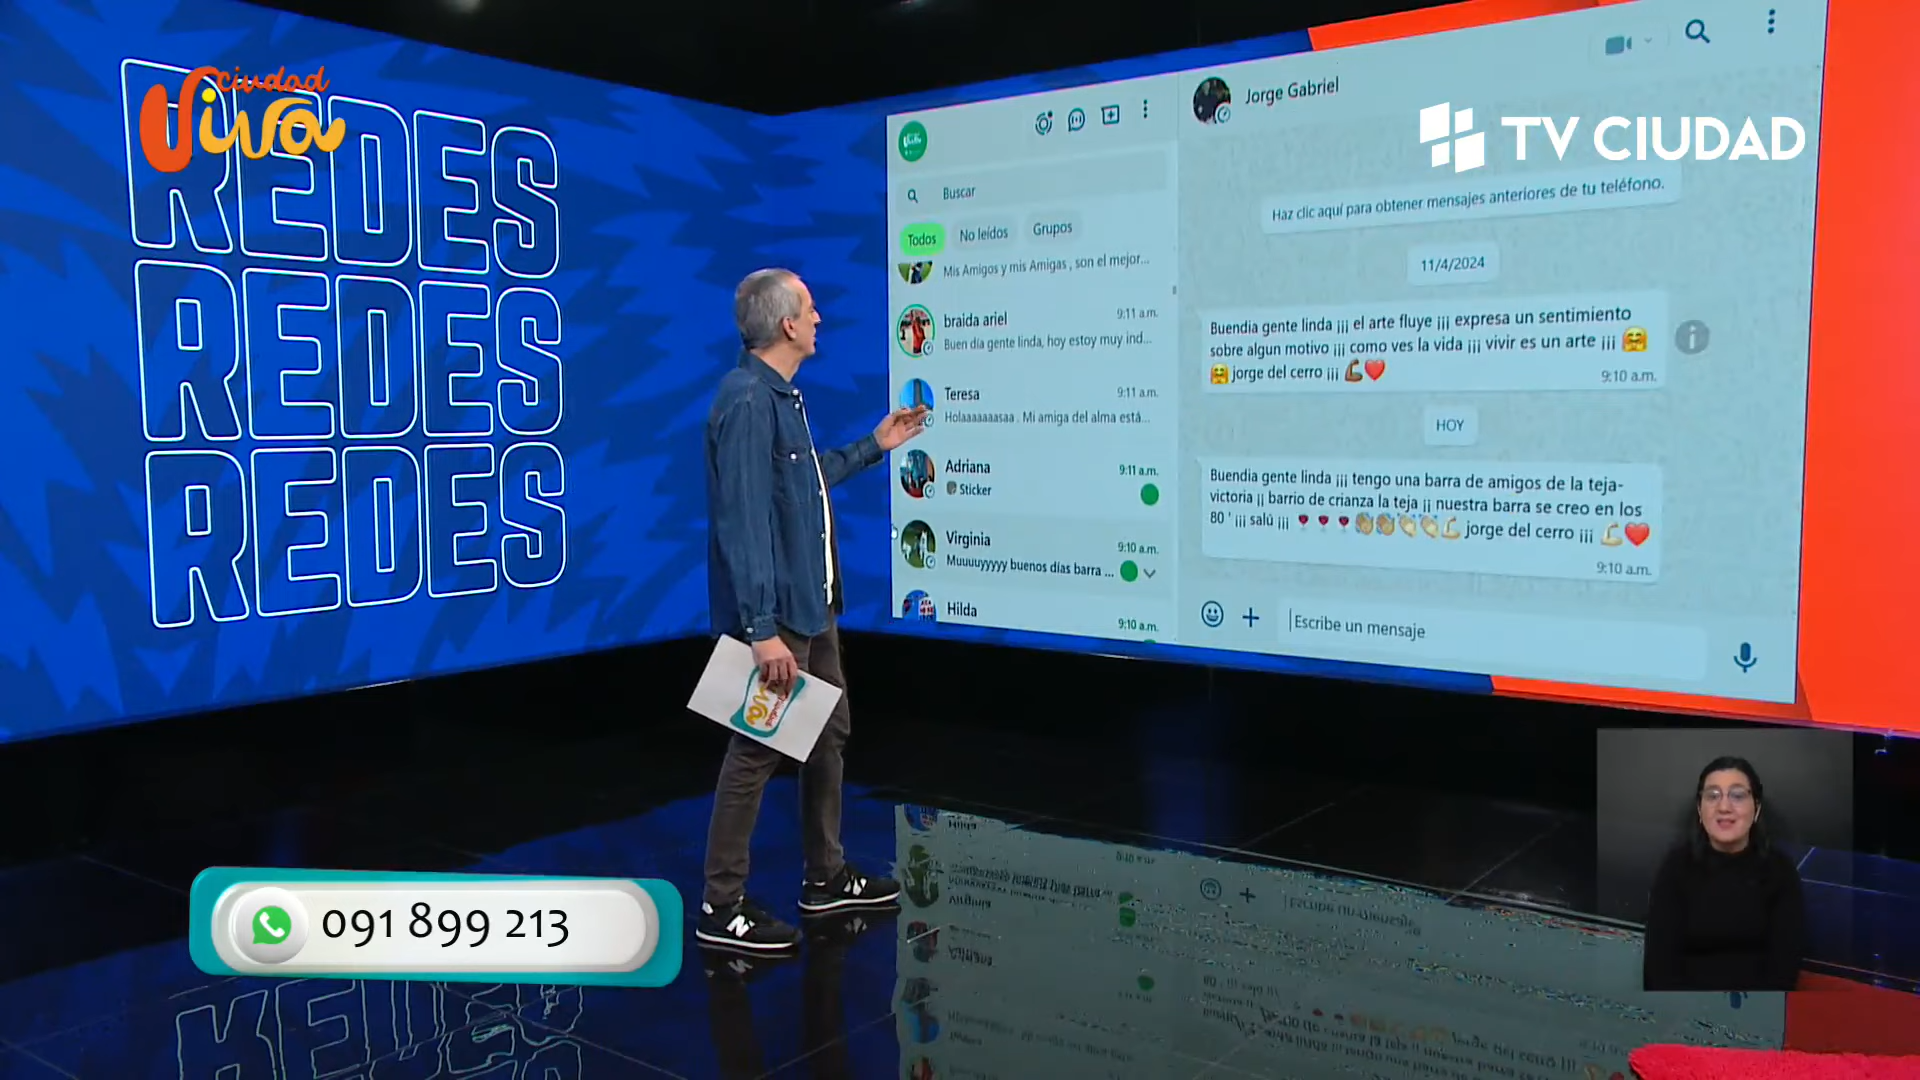 ciudad
Viva
REDES
REDES
REDES
Buscar
Todos
No leídos
Grupos
Mis Amigos y mis Amigas , son el mejor...
braida ariel
9:11 a.m.
Buen día gente linda, hoy estoy muy ind...
Teresa
9:11 a.m.
Holaaaaaaasaa . Mi amiga del alma está...
Adriana
9:11 a.m.
Sticker
Virginia
9:10 a.m.
Muuuuyyyyy buenos días barra ...
Hilda
9:10 a.m.
Jorge Gabriel
TV CIUDAD
Haz clic aquí para obtener mensajes anteriores de tu teléfono.
11/4/2024
Buendia gente linda ¡¡¡ el arte fluye ¡¡¡ expresa un sentimiento
sobre algun motivo ¡¡¡ como ves la vida ¡¡¡ vivir es un arte ¡¡¡ 🤗
🤗 jorge del cerro ¡¡¡ 💪🏾❤️
9:10 a.m.
HOY
Buendia gente linda ¡¡¡ tengo una barra de amigos de la teja-
victoria ¡¡ barrio de crianza la teja ¡¡ nuestra barra se creo en los
80 ' ¡¡¡ salú ¡¡¡ 🍷🍷🍷👏🏼👏🏼👏🏼👏🏼💪🏼 jorge del cerro ¡¡¡ 💪🏼❤️
9:10 a.m.
Escribe un mensaje
ciudad
Viva
N
091 899 213